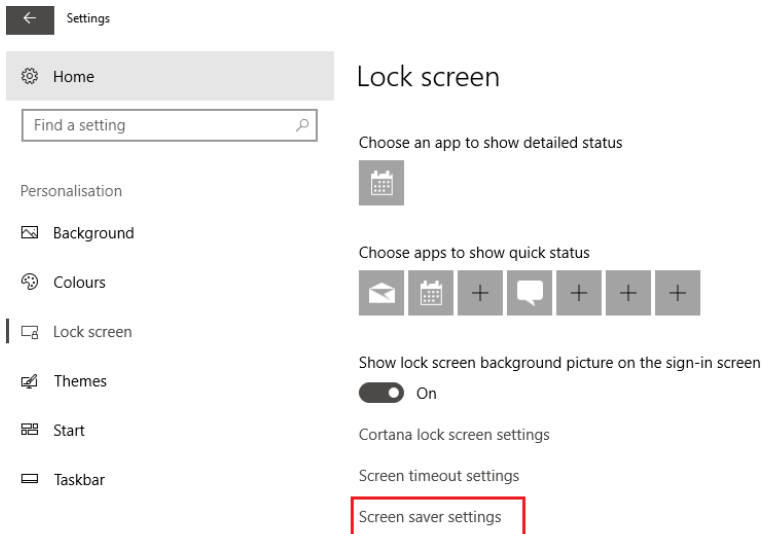 Settings
Home
Find a setting
Personalisation
Background
Colours
Lock screen
Themes
Start
Taskbar
Lock screen
Choose an app to show detailed status
Choose apps to show quick status
Show lock screen background picture on the sign-in screen
On
Cortana lock screen settings
Screen timeout settings
Screen saver settings